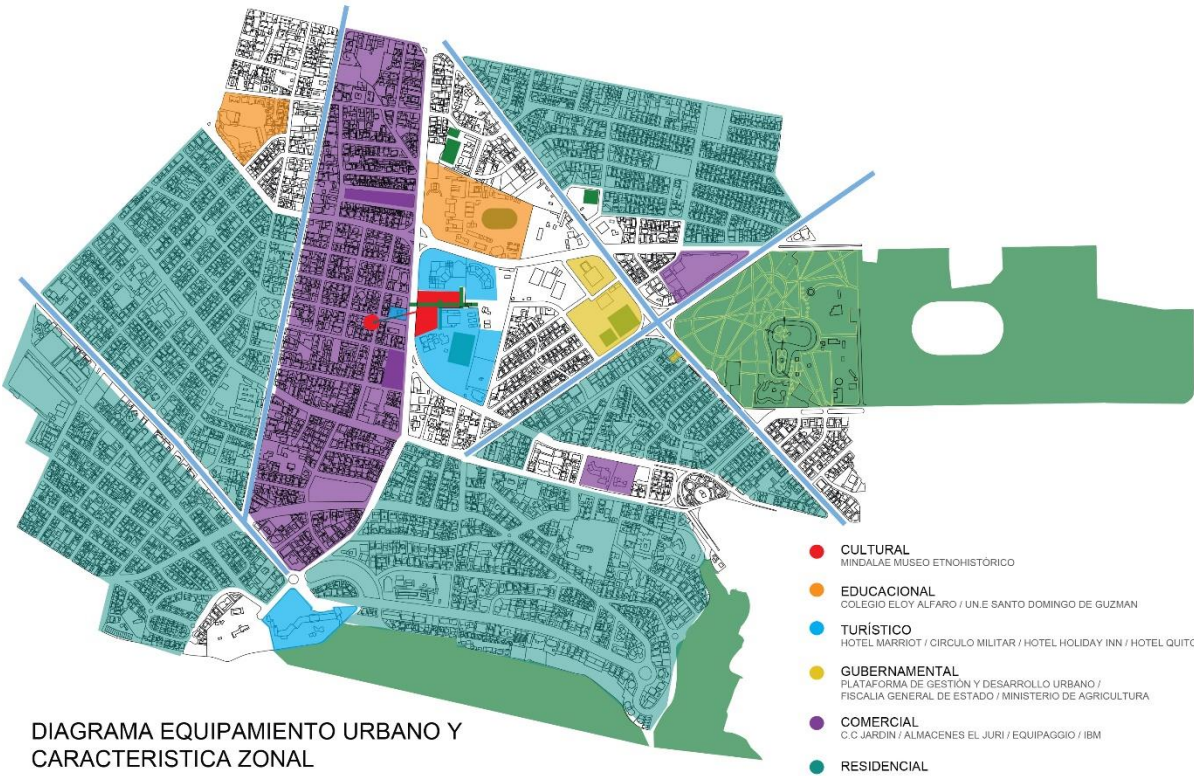 CULTURAL
MINDALAE MUSEO ETNOHISTÓRICO
EDUCACIONAL
COLEGIO ELOY ALFARO / UN.E SANTO DOMINGO DE GUZMAN
TURÍSTICO
HOTEL MARRIOT / CIRCULO MILITAR / HOTEL HOLIDAY INN / HOTEL QUITO
GUBERNAMENTAL
PLATAFORMA DE GESTIÓN Y DESARROLLO URBANO /
FISCALIA GENERAL DE ESTADO / MINISTERIO DE AGRICULTURA
COMERCIAL
C.C JARDIN / ALMACENES EL JURI / EQUIPAGGIO / IBM
RESIDENCIAL
DIAGRAMA EQUIPAMIENTO URBANO Y
CARACTERISTICA ZONAL